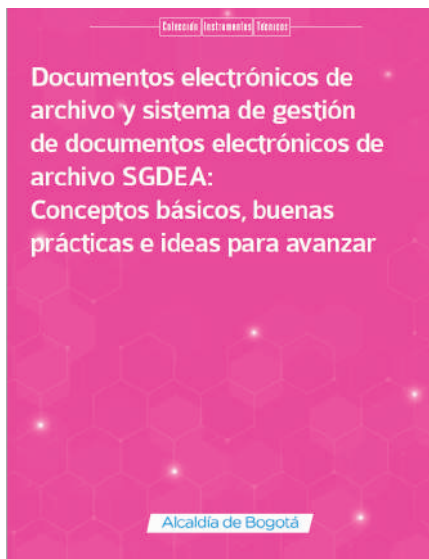 Colección Instrumentos Técnicos
Documentos electrónicos de
archivo y sistema de gestión
de documentos electrónicos de
archivo SGDEA:
Conceptos básicos, buenas
prácticas e ideas para avanzar
Alcaldía de Bogotá